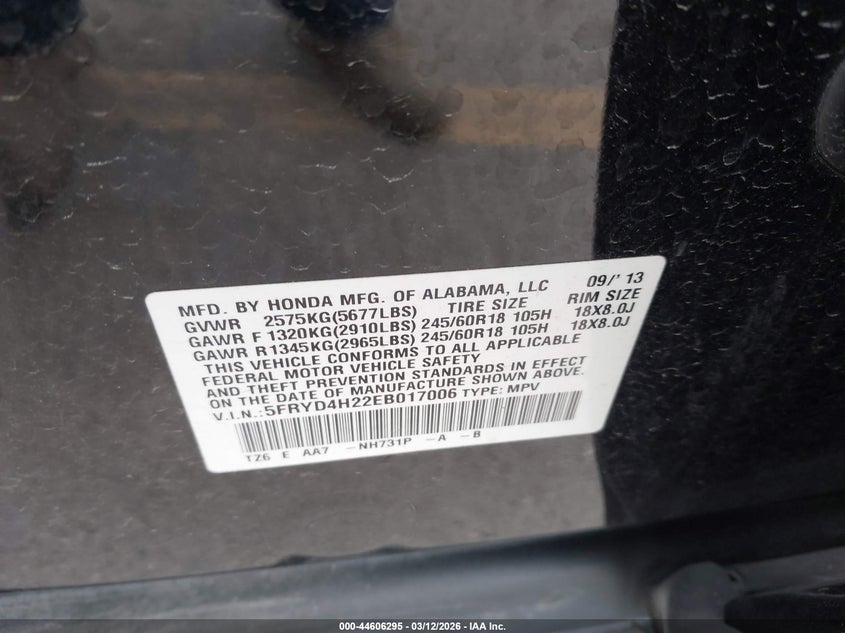 MFD. BY HONDA MFG. OF ALABAMA, LLC 09/' 13
GVWR 2575KG(5677LBS) TIRE SIZE RIM SIZE
GAWR F 1320KG(2910LBS) 245/60R18 105H 18X8.0J
GAWR R1345KG(2965LBS) 245/60R18 105H 18X8.0J
THIS VEHICLE CONFORMS TO ALL APPLICABLE
FEDERAL MOTOR VEHICLE SAFETY
AND THEFT PREVENTION STANDARDS IN EFFECT
ON THE DATE OF MANUFACTURE SHOWN ABOVE.
V.I.N.:5FRYD4H22EB017006 TYPE: MPV
TZ6 E AA7 -NH731P -A -B
000-44606295 - 03/12/2026 - IAA Inc.